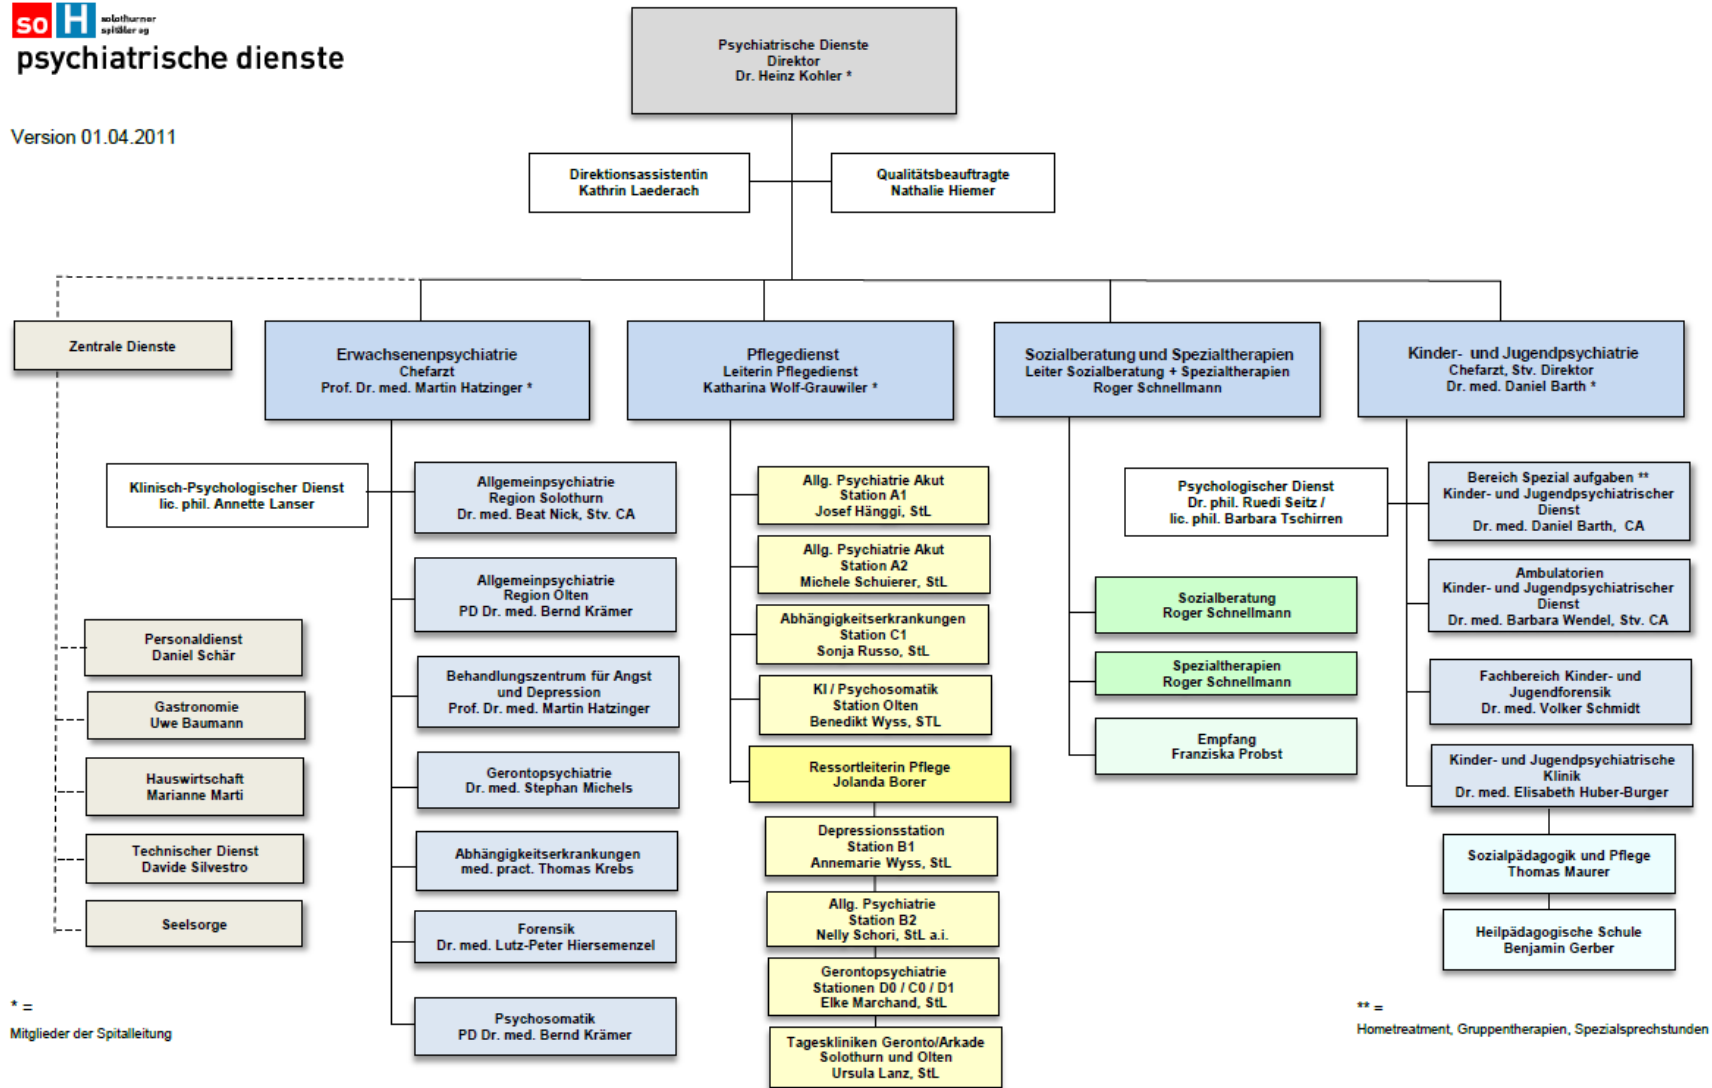 soH solothurner
spitäler ag
psychiatrische dienste
Version 01.04.2011
Psychiatrische Dienste
Direktor
Dr. Heinz Kohler *
Direktionsassistentin
Kathrin Laederach
Qualitätsbeauftragte
Nathalie Hiemer
Zentrale Dienste
Erwachsenenpsychiatrie
Chefarzt
Prof. Dr. med. Martin Hatzinger *
Pflegedienst
Leiterin Pflegedienst
Katharina Wolf-Grauwiler *
Sozialberatung und Spezialtherapien
Leiter Sozialberatung + Spezialtherapien
Roger Schnellmann
Kinder- und Jugendpsychiatrie
Chefarzt, Stv. Direktor
Dr. med. Daniel Barth *
Personaldienst
Daniel Schär
Gastronomie
Uwe Baumann
Hauswirtschaft
Marianne Marti
Technischer Dienst
Davide Silvestro
Seelsorge
Klinisch-Psychologischer Dienst
lic. phil. Annette Lanser
Allgemeinpsychiatrie
Region Solothurn
Dr. med. Beat Nick, Stv. CA
Allgemeinpsychiatrie
Region Olten
PD Dr. med. Bernd Krämer
Behandlungszentrum für Angst
und Depression
Prof. Dr. med. Martin Hatzinger
Gerontopsychiatrie
Dr. med. Stephan Michels
Abhängigkeitserkrankungen
med. pract. Thomas Krebs
Forensik
Dr. med. Lutz-Peter Hiersemenzel
Psychosomatik
PD Dr. med. Bernd Krämer
Allg. Psychiatrie Akut
Station A1
Josef Hänggi, StL
Allg. Psychiatrie Akut
Station A2
Michele Schuierer, StL
Abhängigkeitserkrankungen
Station C1
Sonja Russo, StL
KI / Psychosomatik
Station Olten
Benedikt Wyss, STL
Ressortleiterin Pflege
Jolanda Borer
Depressionsstation
Station B1
Annemarie Wyss, StL
Allg. Psychiatrie
Station B2
Nelly Schori, StL a.i.
Gerontopsychiatrie
Stationen D0 / C0 / D1
Elke Marchand, StL
Tageskliniken Geronto/Arkade
Solothurn und Olten
Ursula Lanz, StL
Sozialberatung
Roger Schnellmann
Spezialtherapien
Roger Schnellmann
Empfang
Franziska Probst
Psychologischer Dienst
Dr. phil. Ruedi Seitz /
lic. phil. Barbara Tschirren
Bereich Spezial aufgaben **
Kinder- und Jugendpsychiatrischer
Dienst
Dr. med. Daniel Barth, CA
Ambulatorien
Kinder- und Jugendpsychiatrischer
Dienst
Dr. med. Barbara Wendel, Stv. CA
Fachbereich Kinder- und
Jugendforensik
Dr. med. Volker Schmidt
Kinder- und Jugendpsychiatrische
Klinik
Dr. med. Elisabeth Huber-Burger
Sozialpädagogik und Pflege
Thomas Maurer
Heilpädagogische Schule
Benjamin Gerber
* =
Mitglieder der Spitalleitung
** =
Hometreatment, Gruppentherapien, Spezialsprechstunden